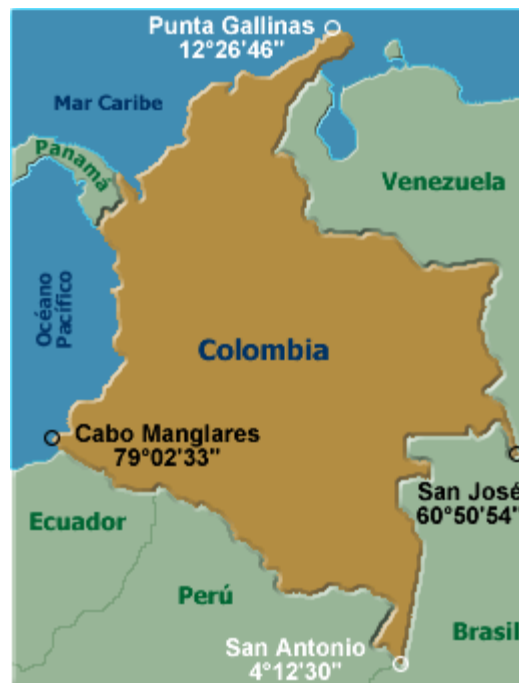 Punta Gallinas
12°26'46"
Mar Caribe
Panamá
Venezuela
Océano
Pacífico
Colombia
Cabo Manglares
79°02'33"
San José
60°50'54"
Ecuador
Perú
Brasil
San Antonio
4°12'30"